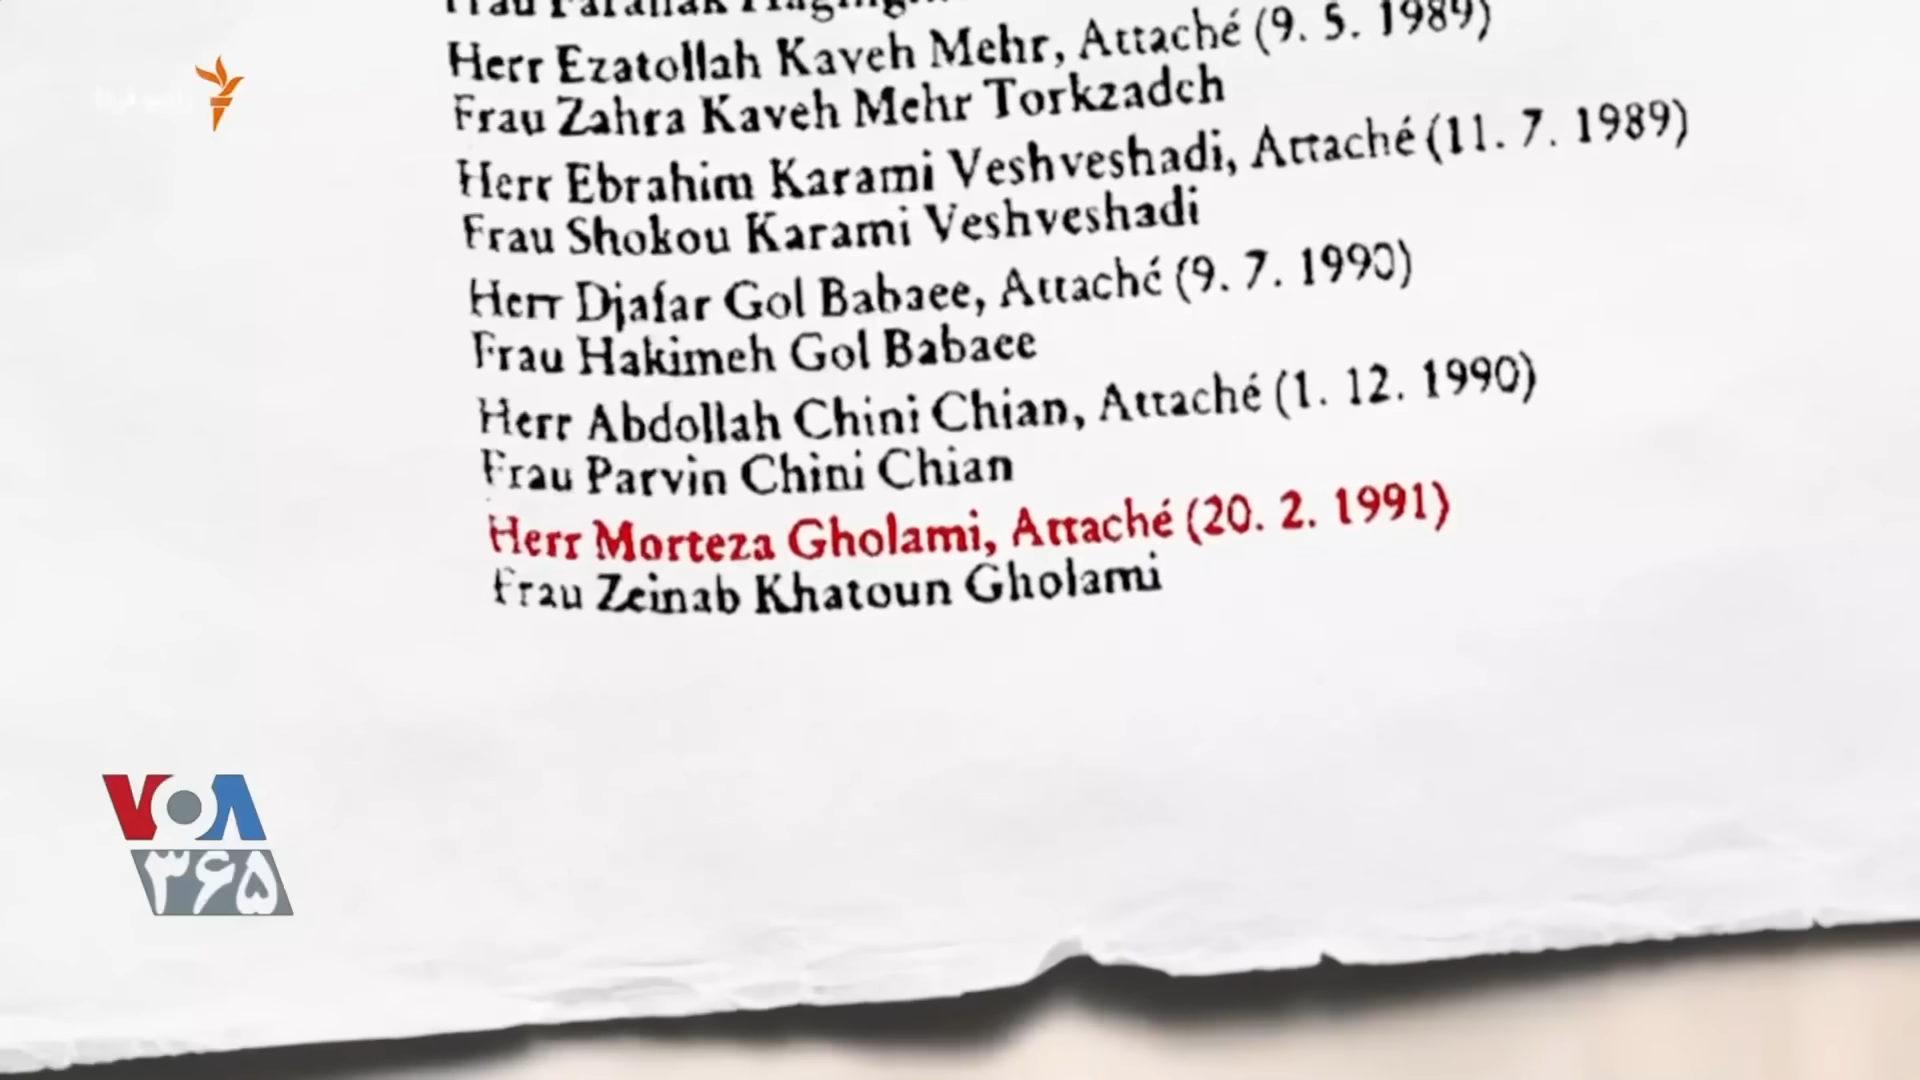 Herr Ezatollah Kaveh Mehr, Attaché (9. 5. 1989)
Frau Zahra Kaveh Mehr Torkzadeh
Herr Ebrahim Karami Veshveshadi, Attaché (11. 7. 1989)
Frau Shokou Karami Veshveshadi
Herr Djafar Gol Babaee, Attaché (9. 7. 1990)
Frau Hakimeh Gol Babaee
Herr Abdollah Chini Chian, Attaché (1. 12. 1990)
Frau Parvin Chini Chian
Herr Morteza Gholami, Attaché (20. 2. 1991)
Frau Zeinab Khatoun Gholami
VOA
۳۶۵